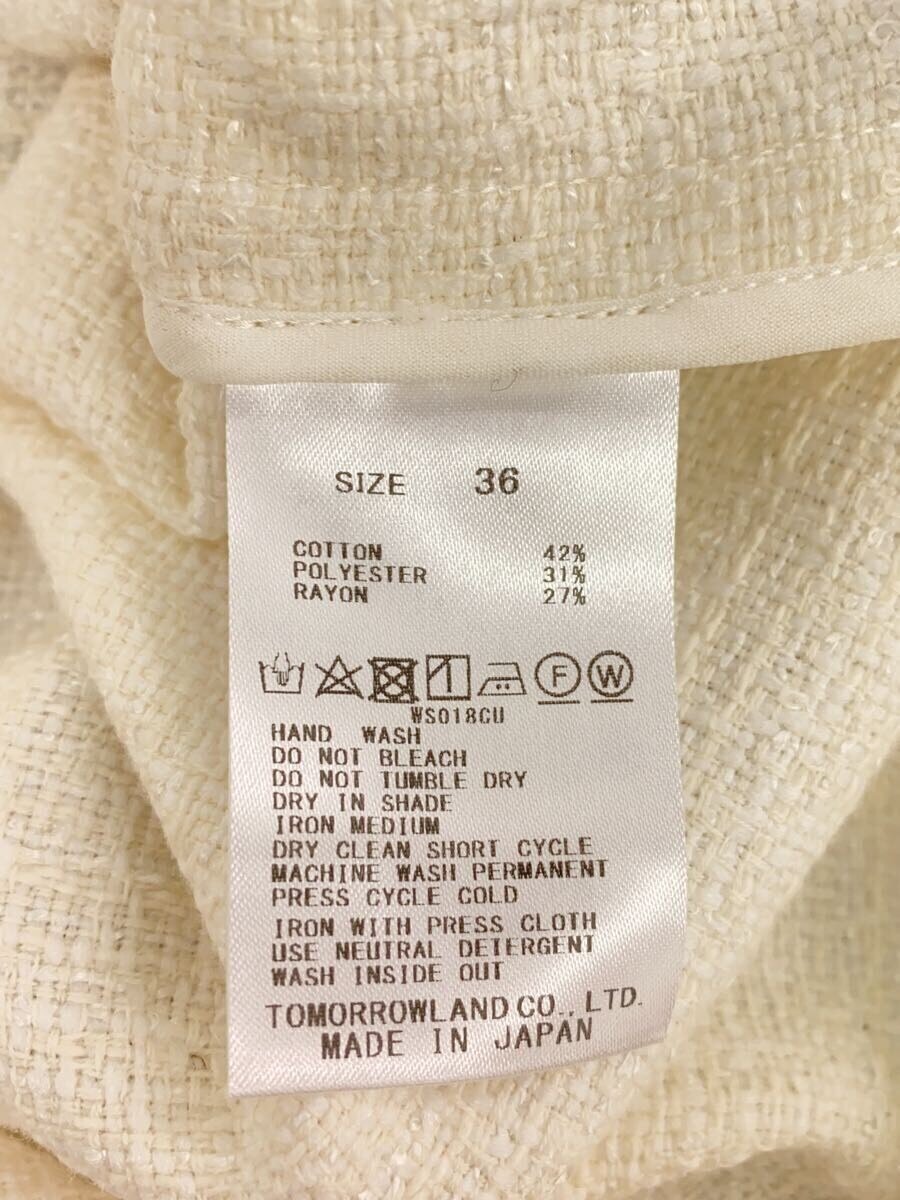 SIZE 36
COTTON 42%
POLYESTER 31%
RAYON 27%
F W
WS018CU
HAND WASH
DO NOT BLEACH
DO NOT TUMBLE DRY
DRY IN SHADE
IRON MEDIUM
DRY CLEAN SHORT CYCLE
MACHINE WASH PERMANENT
PRESS CYCLE COLD
IRON WITH PRESS CLOTH
USE NEUTRAL DETERGENT
WASH INSIDE OUT
TOMORROWLAND CO., LTD.
MADE IN JAPAN